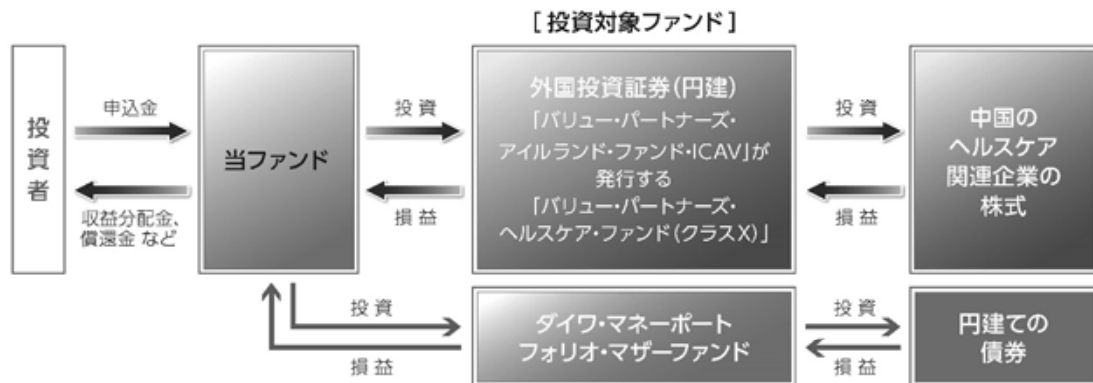 [投資対象ファンド]
投資者
申込金
収益分配金、
償還金 など
当ファンド
投資
損益
外国投資証券(円建)
「バリュー・パートナーズ・
アイルランド・ファンド・ICAV」が
発行する
「バリュー・パートナーズ・
ヘルスケア・ファンド(クラスX)」
投資
損益
中国の
ヘルスケア
関連企業の
株式
投資
損益
ダイワ・マネーポート
フォリオ・マザーファンド
投資
損益
円建ての
債券